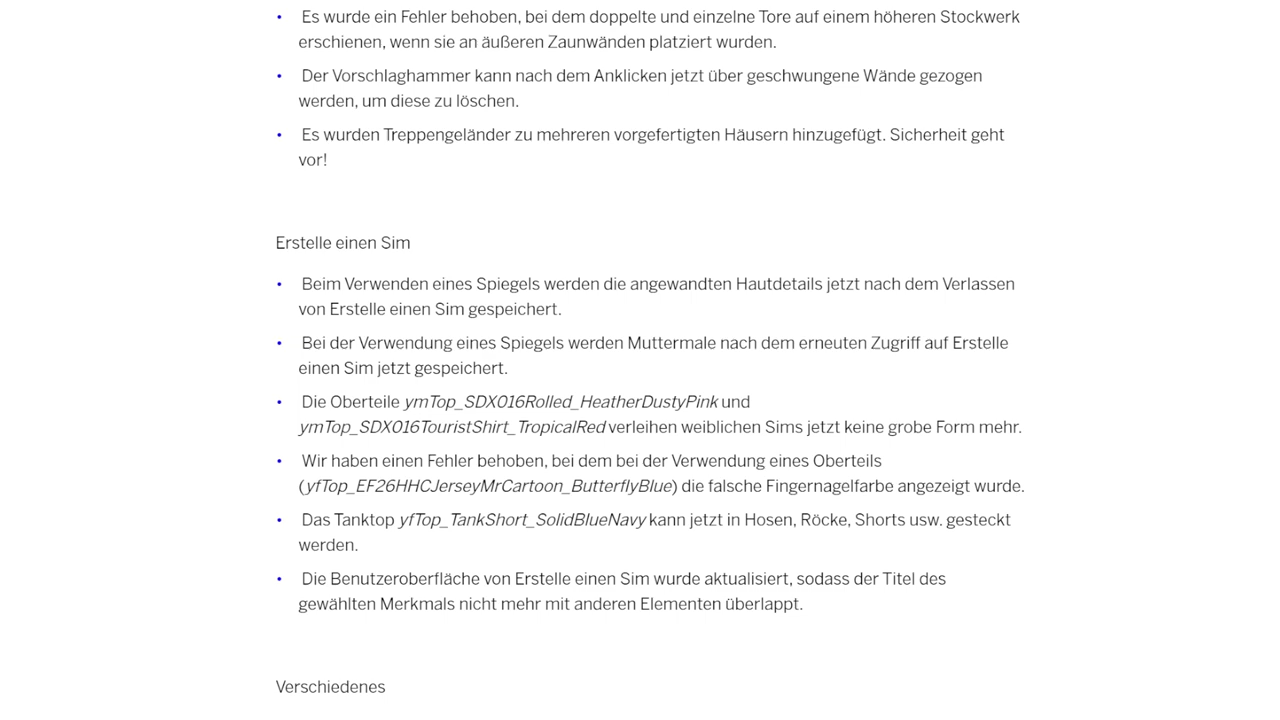 • Es wurde ein Fehler behoben, bei dem doppelte und einzelne Tore auf einem höheren Stockwerk
erschienen, wenn sie an äußeren Zaunwänden platziert wurden.
• Der Vorschlaghammer kann nach dem Anklicken jetzt über geschwungene Wände gezogen
werden, um diese zu löschen.
• Es wurden Treppengeländer zu mehreren vorgefertigten Häusern hinzugefügt. Sicherheit geht
vor!
Erstelle einen Sim
• Beim Verwenden eines Spiegels werden die angewandten Hautdetails jetzt nach dem Verlassen
von Erstelle einen Sim gespeichert.
• Bei der Verwendung eines Spiegels werden Muttermale nach dem erneuten Zugriff auf Erstelle
einen Sim jetzt gespeichert.
• Die Oberteile ymTop_SDX016Rolled_HeatherDustyPink und
ymTop_SDX016TouristShirt_TropicalRed verleihen weiblichen Sims jetzt keine grobe Form mehr.
• Wir haben einen Fehler behoben, bei dem bei der Verwendung eines Oberteils
(yfTop_EF26HHCJerseyMrCartoon_ButterflyBlue) die falsche Fingernagelfarbe angezeigt wurde.
• Das Tanktop yfTop_TankShort_SolidBlueNavy kann jetzt in Hosen, Röcke, Shorts usw. gesteckt
werden.
• Die Benutzeroberfläche von Erstelle einen Sim wurde aktualisiert, sodass der Titel des
gewählten Merkmals nicht mehr mit anderen Elementen überlappt.
Verschiedenes